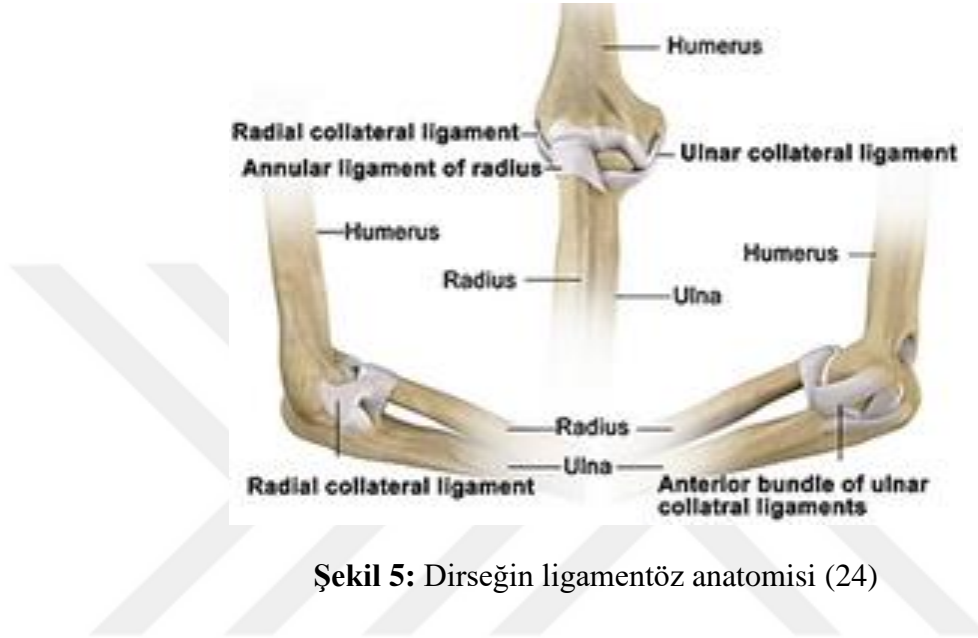 Humerus
Radial collateral ligament
Annular ligament of radius
Ulnar collateral ligament
Humerus
Humerus
Radius
Ulna
Radius
Ulna
Radial collateral ligament
Anterior bundle of ulnar
collatral ligaments
Şekil 5: Dirseğin ligamentöz anatomisi (24)